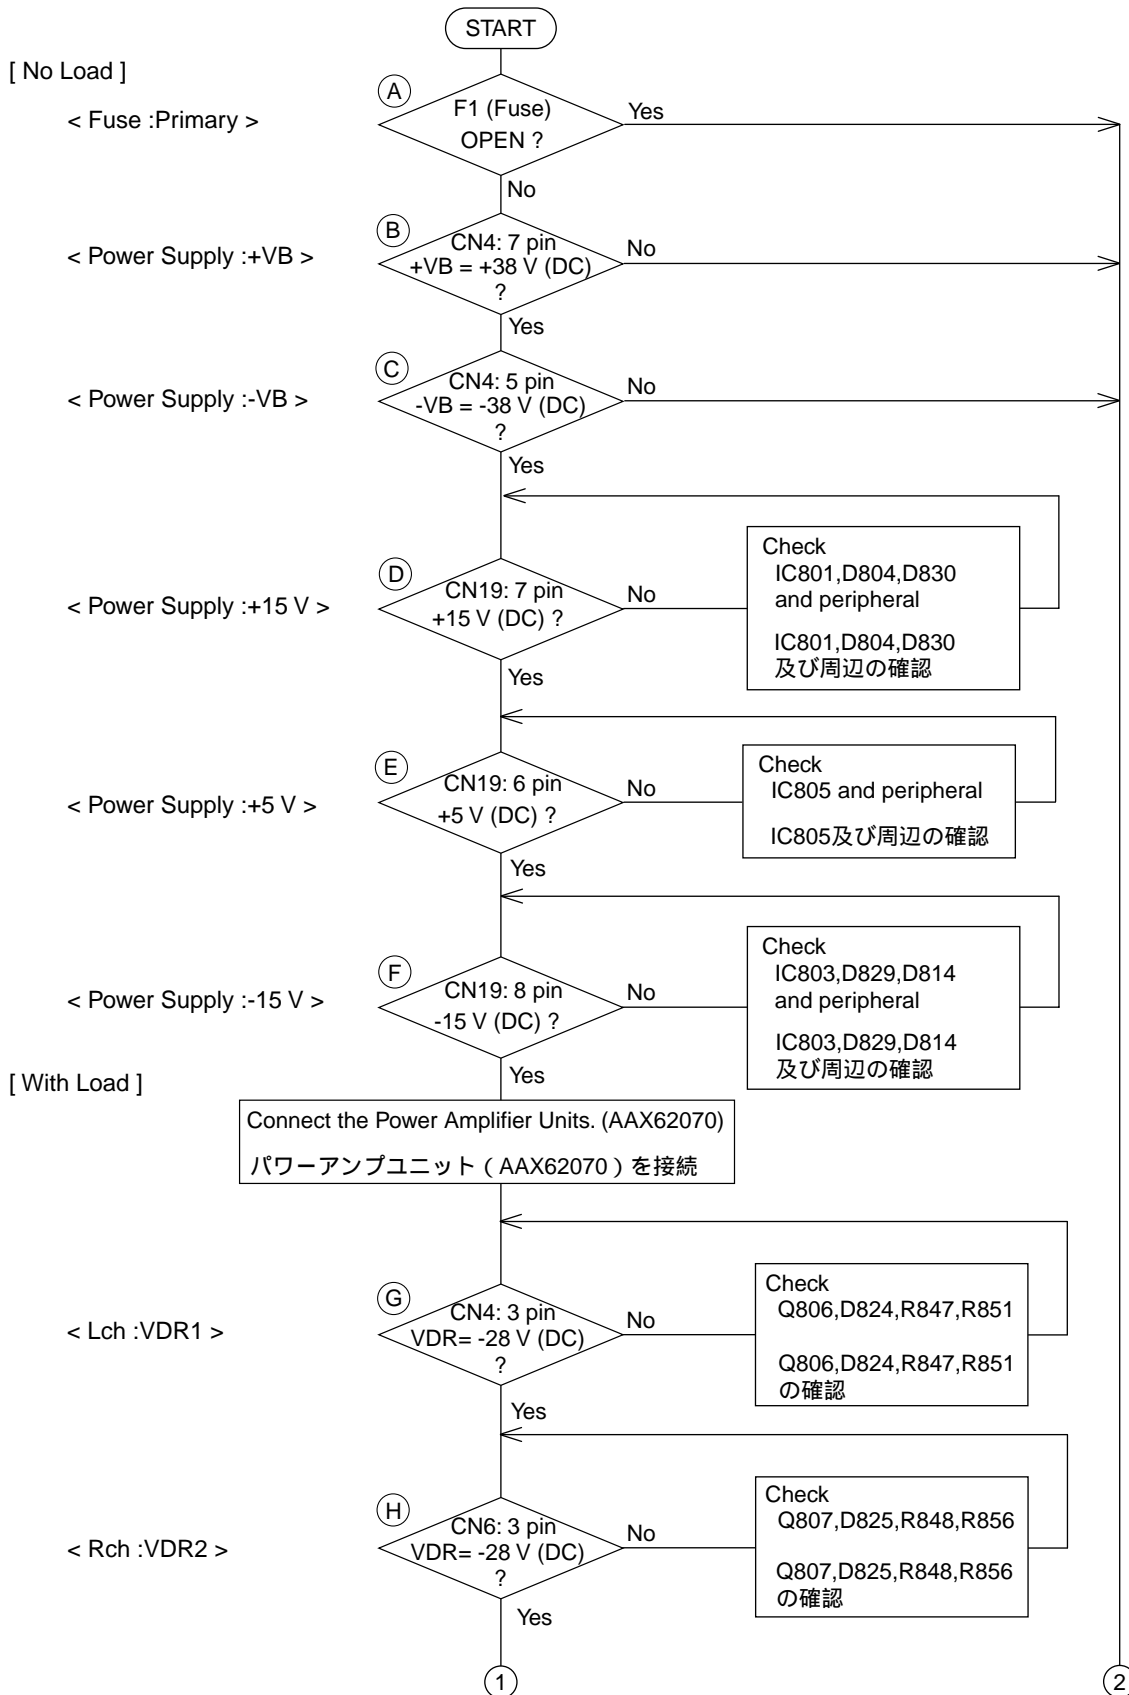 START
[ No Load ]
< Fuse :Primary >
A
F1 (Fuse)
OPEN ?
Yes
No
< Power Supply :+VB >
B
CN4: 7 pin
+VB = +38 V (DC)
?
No
Yes
< Power Supply :-VB >
C
CN4: 5 pin
-VB = -38 V (DC)
?
No
Yes
< Power Supply :+15 V >
D
CN19: 7 pin
+15 V (DC) ?
No
Check
IC801,D804,D830
and peripheral
IC801,D804,D830
及び周辺の確認
Yes
< Power Supply :+5 V >
E
CN19: 6 pin
+5 V (DC) ?
No
Check
IC805 and peripheral
IC805及び周辺の確認
Yes
< Power Supply :-15 V >
F
CN19: 8 pin
-15 V (DC) ?
No
Check
IC803,D829,D814
and peripheral
IC803,D829,D814
及び周辺の確認
Yes
[ With Load ]
Connect the Power Amplifier Units. (AAX62070)
パワーアンプユニット（AAX62070）を接続
< Lch :VDR1 >
G
CN4: 3 pin
VDR= -28 V (DC)
?
No
Check
Q806,D824,R847,R851
Q806,D824,R847,R851
の確認
Yes
< Rch :VDR2 >
H
CN6: 3 pin
VDR= -28 V (DC)
?
No
Check
Q807,D825,R848,R856
Q807,D825,R848,R856
の確認
Yes
1
2